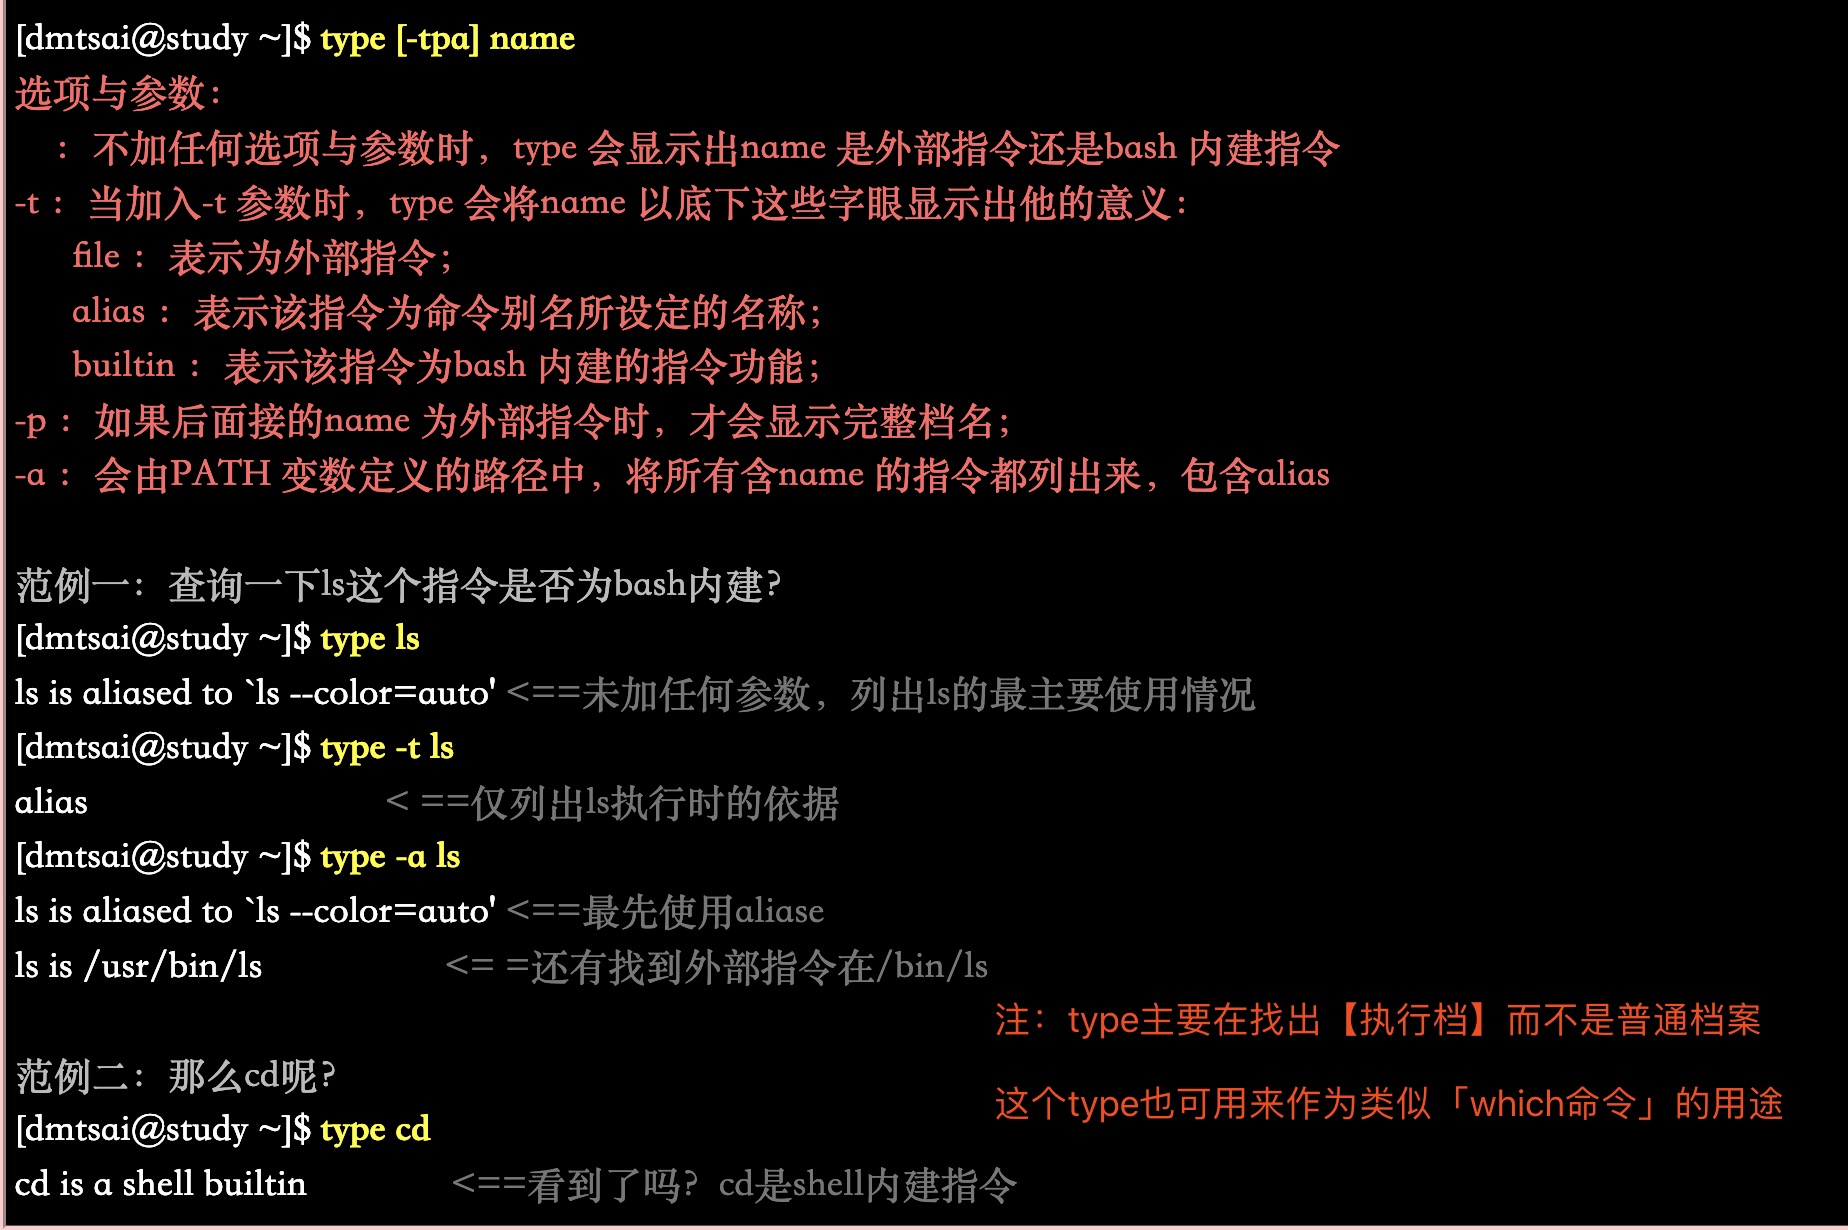 [dmtsai@study ~]$ type [-tpa] name
选项与参数：
：不加任何选项与参数时，type 会显示出name 是外部指令还是bash 内建指令
-t ：当加入-t 参数时，type 会将name 以底下这些字眼显示出他的意义：
file ：表示为外部指令；
alias ：表示该指令为命令别名所设定的名称；
builtin ：表示该指令为bash 内建的指令功能；
-p ：如果后面接的name 为外部指令时，才会显示完整档名；
-a ：会由PATH 变数定义的路径中，将所有含name 的指令都列出来，包含alias
范例一：查询一下ls这个指令是否为bash内建？
[dmtsai@study ~]$ type ls
ls is aliased to `ls --color=auto' <==未加任何参数，列出ls的最主要使用情况
[dmtsai@study ~]$ type -t ls
alias < ==仅列出ls执行时的依据
[dmtsai@study ~]$ type -a ls
ls is aliased to `ls --color=auto' <==最先使用aliase
ls is /usr/bin/ls <= =还有找到外部指令在/bin/ls
注：type主要在找出【执行档】而不是普通档案
范例二：那么cd呢？
这个type也可用来作为类似「which命令」的用途
[dmtsai@study ~]$ type cd
cd is a shell builtin <==看到了吗？cd是shell内建指令